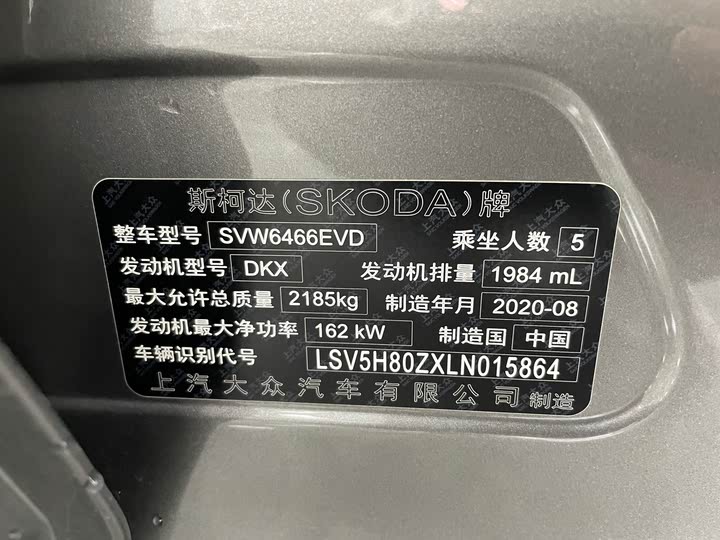 斯柯达(SKODA)牌
整车型号 SVW6466EVD 乘坐人数 5
发动机型号 DKX 发动机排量 1984 mL
最大允许总质量 2185kg 制造年月 2020-08
发动机最大净功率 162 kW 制造国 中国
车辆识别代号 LSV5H80ZXLN015864
上汽大众汽车有限公司 制造